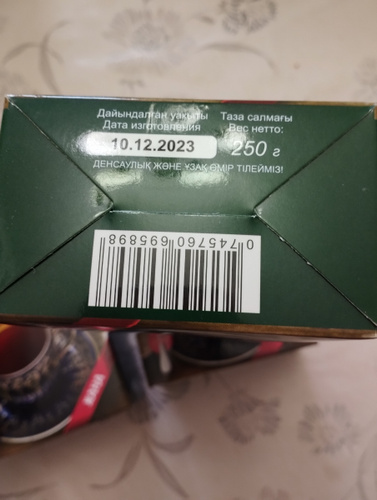 Дайындалған уақыты
Дата изготовления
10.12.2023
Таза салмағы
Вес нетто:
250 г
ДЕНСАУЛЫҚ ЖӘНЕ ҰЗАҚ ӨМІР ТІЛЕЙМІЗ!
0 745760 695898